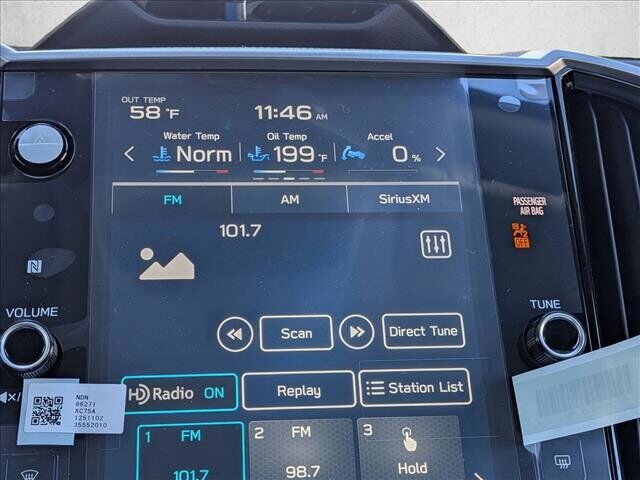 OUT TEMP
58 °F
11:46 AM
Water Temp
Oil Temp
Accel
Norm
199 °F
0 %
FM
AM
SiriusXM
PASSENGER
AIR BAG
OFF
101.7
N
VOLUME
TUNE
Scan
Direct Tune
HD Radio ON
Replay
Station List
NDN
86271
XC75A
1251102
35552010
1 FM
101.7
2 FM
98.7
3
Hold